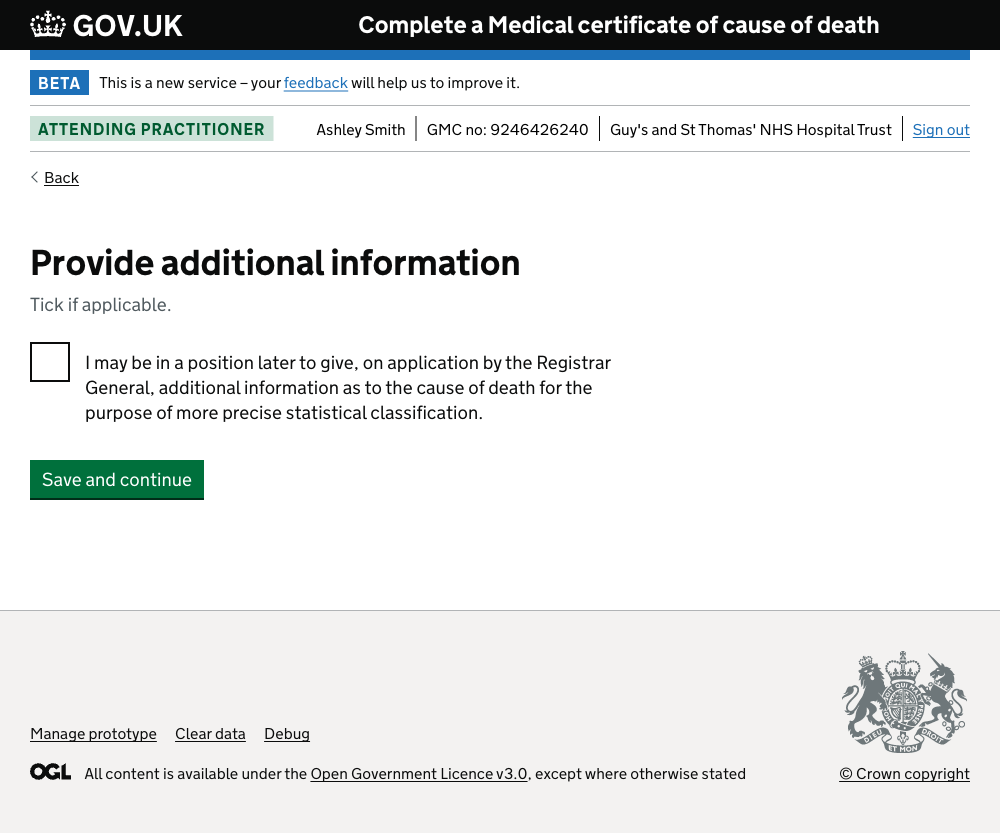 GOV.UK
Complete a Medical certificate of cause of death
BETA This is a new service – your feedback will help us to improve it.
ATTENDING PRACTITIONER Ashley Smith GMC no: 9246426240 Guy's and St Thomas' NHS Hospital Trust Sign out
Back
Provide additional information
Tick if applicable.
I may be in a position later to give, on application by the Registrar
General, additional information as to the cause of death for the
purpose of more precise statistical classification.
Save and continue
Manage prototype Clear data Debug
OGL All content is available under the Open Government Licence v3.0, except where otherwise stated
DIEU ET MON DROIT
© Crown copyright